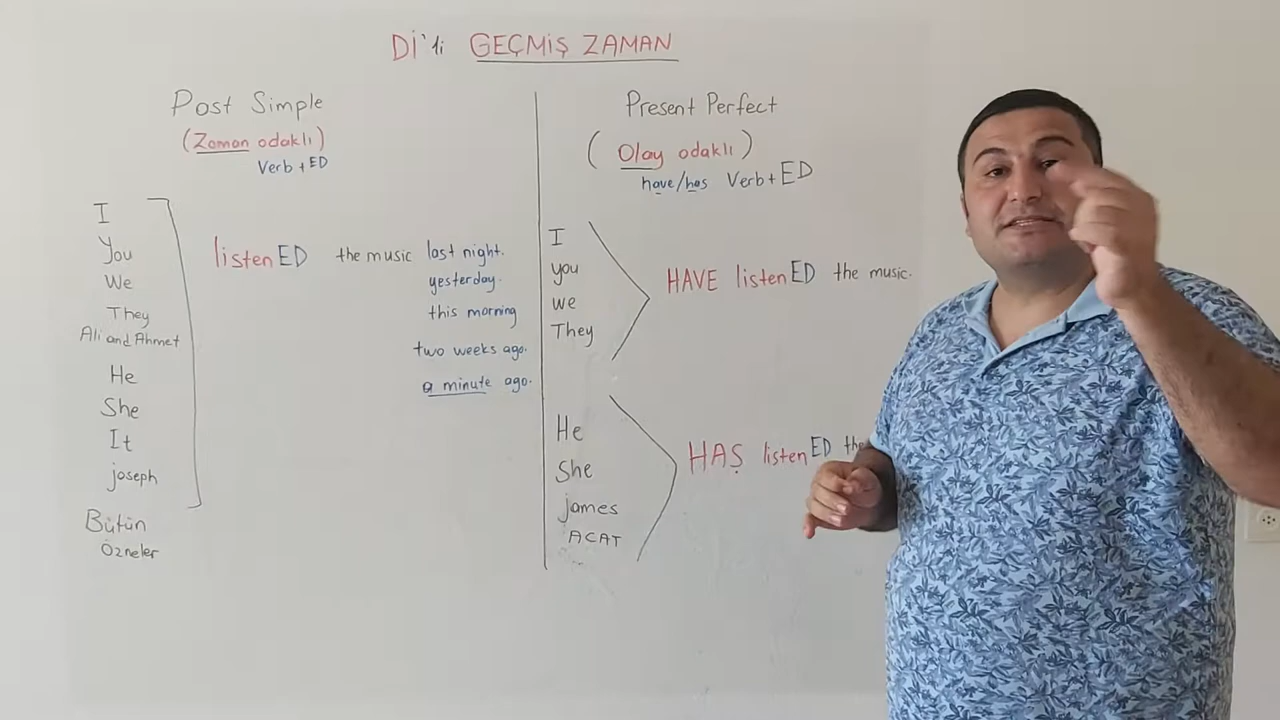 Dİ'li GEÇMİŞ ZAMAN
Past Simple
(Zaman odaklı)
Verb + ED
I
You
We
They
Ali and Ahmet
He
She
It
joseph
Bütün
Özneler
listenED the music last night.
yesterday.
this morning
two weeks ago.
a minute ago.
Present Perfect
(Olay odaklı)
have/has Verb+ED
I
you
we
They
HAVE listenED the music.
He
She
james
ACAT
HAS listenED the